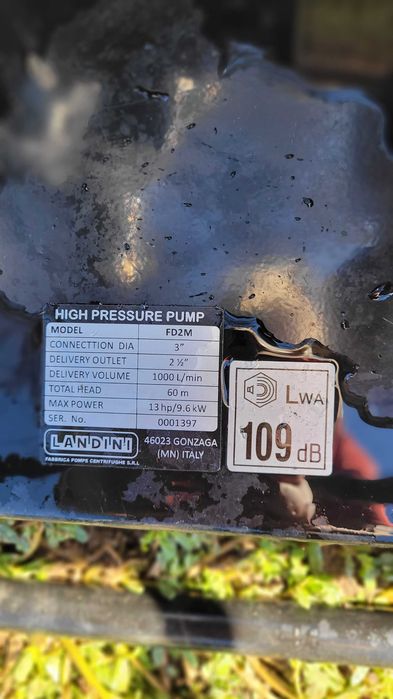 HIGH PRESSURE PUMP
MODEL FD2M
CONNECTTION DIA 3”
DELIVERY OUTLET 2 ½”
DELIVERY VOLUME 1000 L/min
TOTAL HEAD 60 m
MAX POWER 13 hp/9.6 kW
SER. No. 0001397
LANDINI
FABBRICA POMPE CENTRIFUGHE S.R.L
46023 GONZAGA
(MN) ITALY
LWA
109 dB